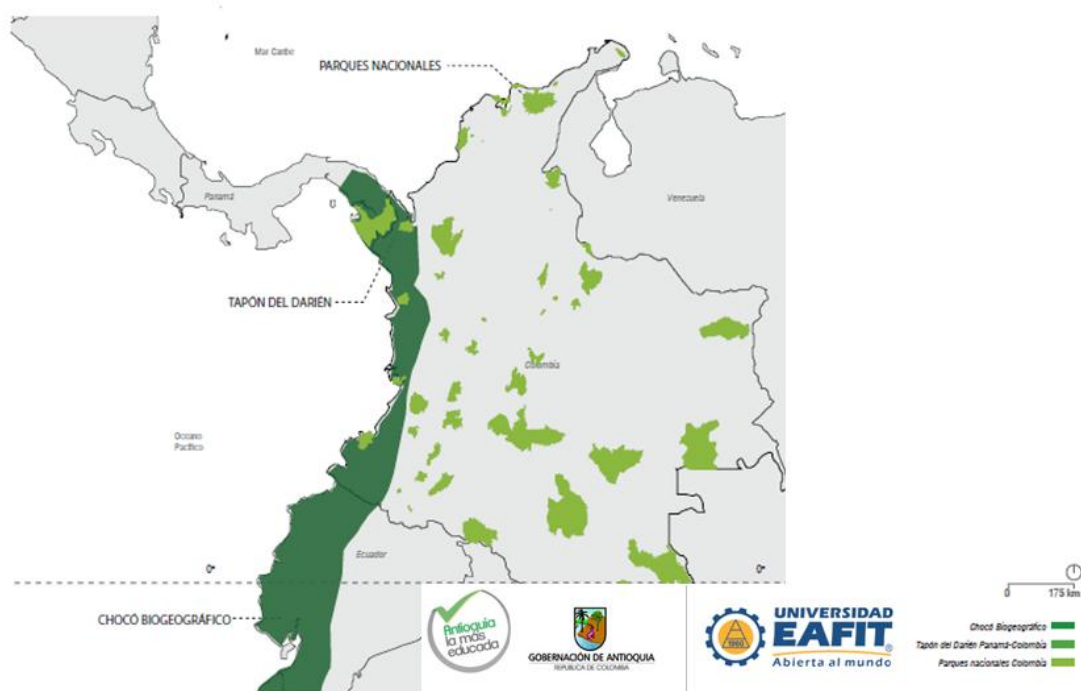 Mar Caribe
PARQUES NACIONALES
Panamá
Venezuela
TAPÓN DEL DARIÉN
Colombia
Oceano
Pacífico
Ecuador
0°
0°
CHOCÓ BIOGEOGRÁFICO
Antioquia
la más
educada
GOBERNACIÓN DE ANTIOQUIA
REPÚBLICA DE COLOMBIA
1960
UNIVERSIDAD
EAFIT
®
Abierta al mundo
0 175 km
Chocó Biogeográfico
Tapón del Darién Panamá-Colombia
Parques nacionales Colombia